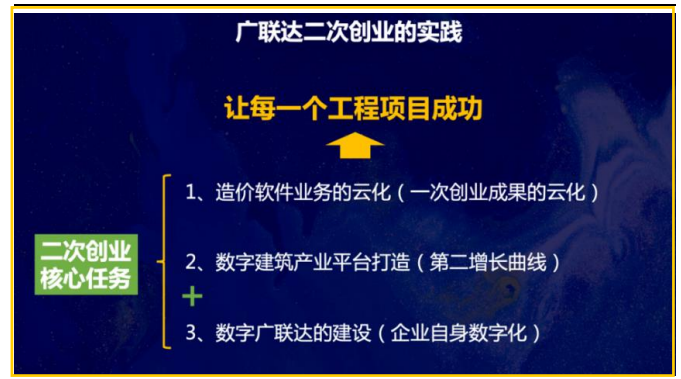 广联达二次创业的实践
让每一个工程项目成功
1、造价软件业务的云化（一次创业成果的云化）
二次创业
核心任务
2、数字建筑产业平台打造（第二增长曲线）
+
3、数字广联达的建设（企业自身数字化）